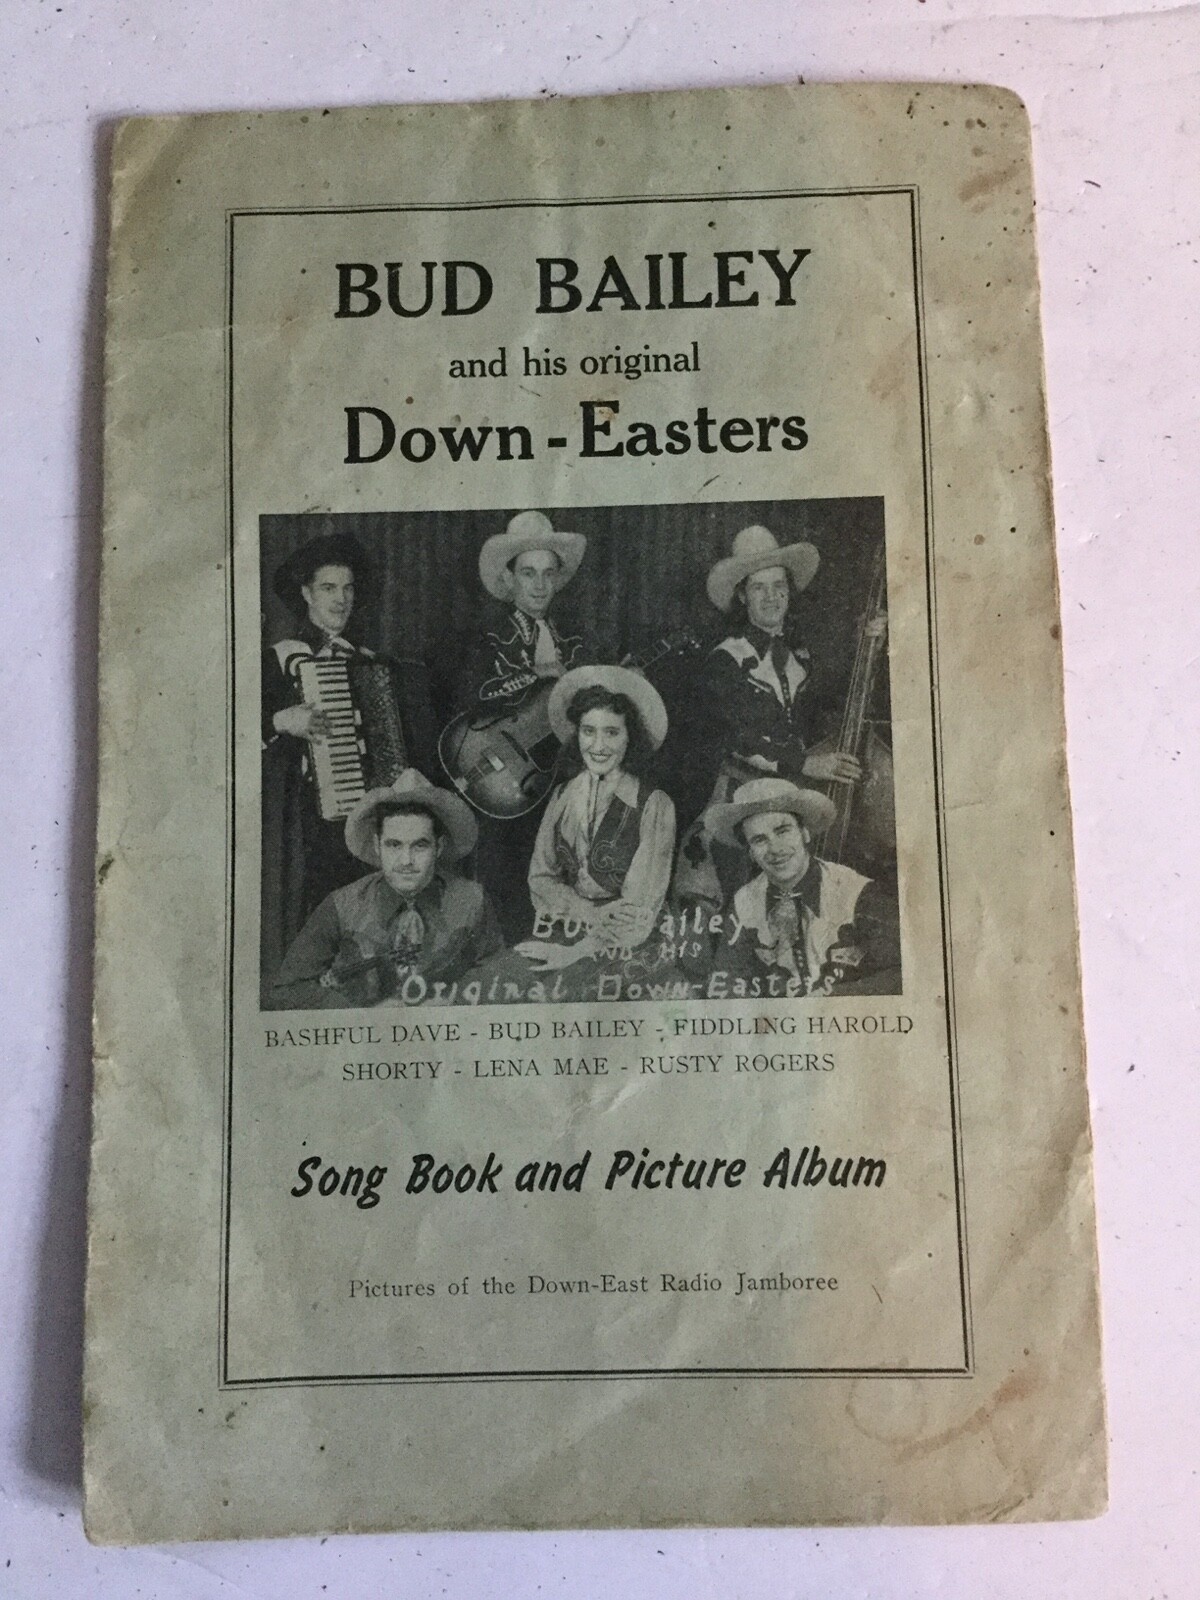 BUD BAILEY
and his original
Down-Easters
Bud Bailey
AND HIS
"Original Down-Easters"
BASHFUL DAVE - BUD BAILEY - FIDDLING HAROLD
SHORTY - LENA MAE - RUSTY ROGERS
Song Book and Picture Album
Pictures of the Down-East Radio Jamboree